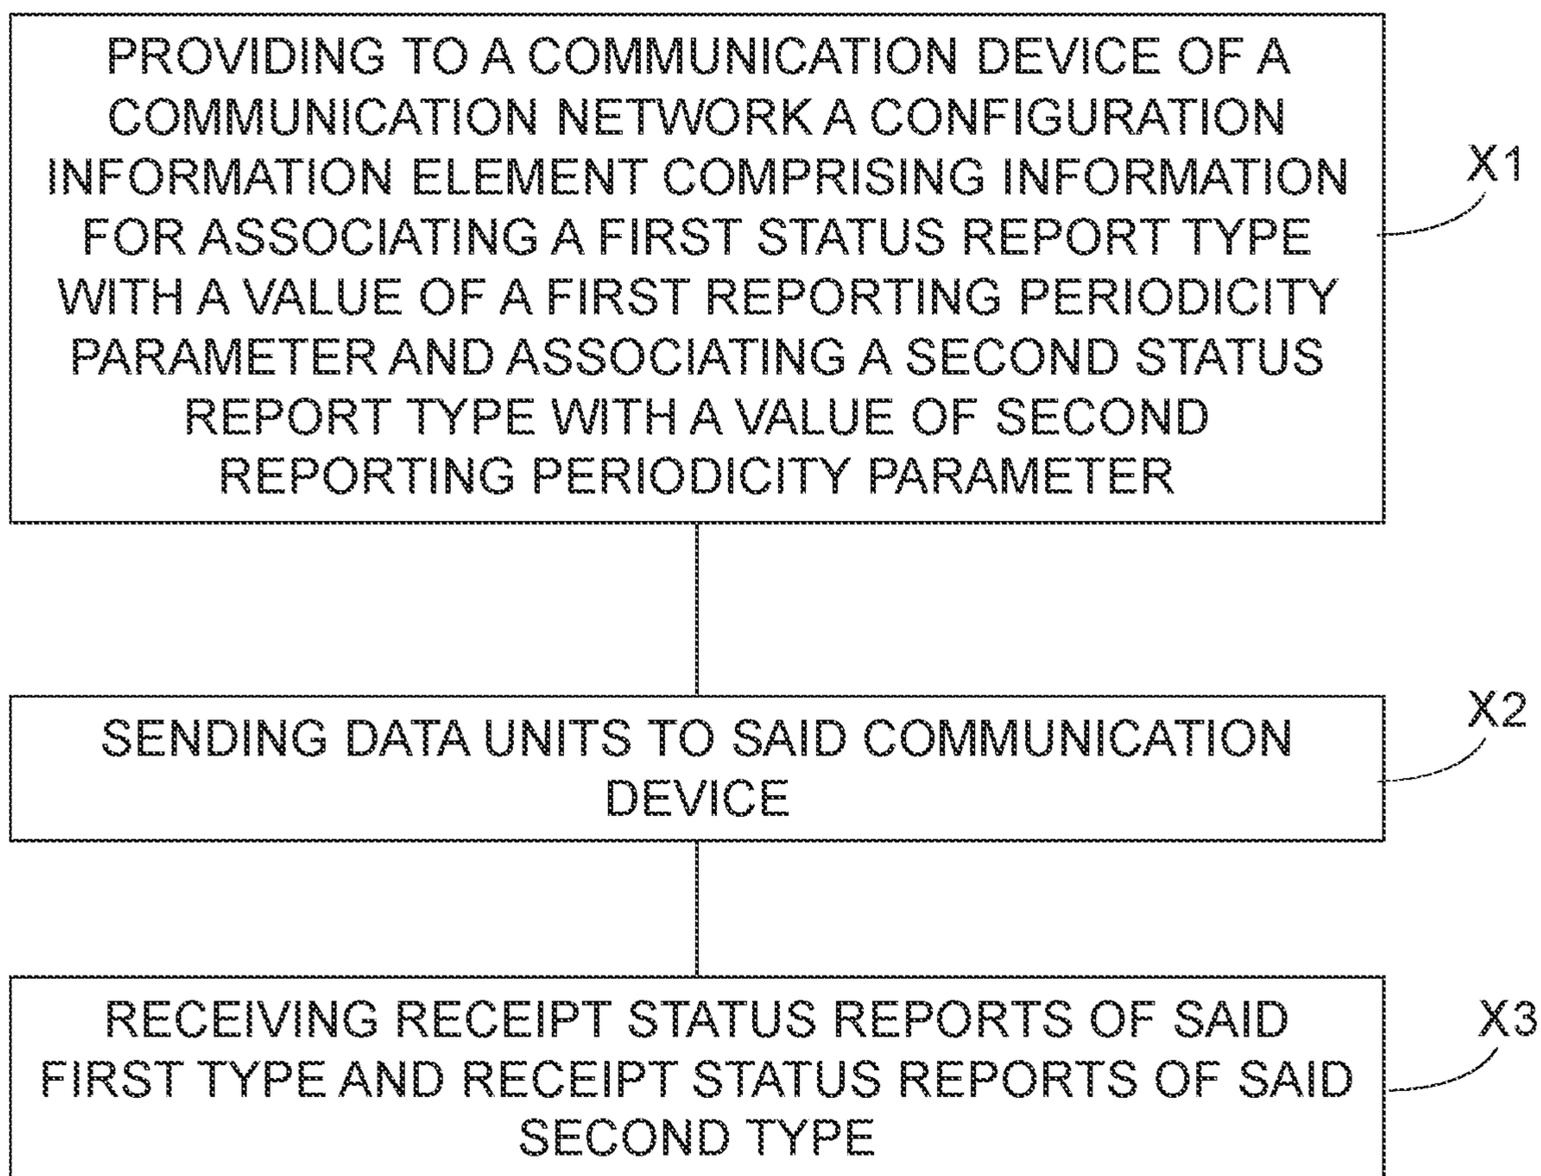 PROVIDING TO A COMMUNICATION DEVICE OF A
COMMUNICATION NETWORK A CONFIGURATION
INFORMATION ELEMENT COMPRISING INFORMATION
FOR ASSOCIATING A FIRST STATUS REPORT TYPE
WITH A VALUE OF A FIRST REPORTING PERIODICITY
PARAMETER AND ASSOCIATING A SECOND STATUS
REPORT TYPE WITH A VALUE OF SECOND
REPORTING PERIODICITY PARAMETER
X1
SENDING DATA UNITS TO SAID COMMUNICATION
DEVICE
X2
RECEIVING RECEIPT STATUS REPORTS OF SAID
FIRST TYPE AND RECEIPT STATUS REPORTS OF SAID
SECOND TYPE
X3